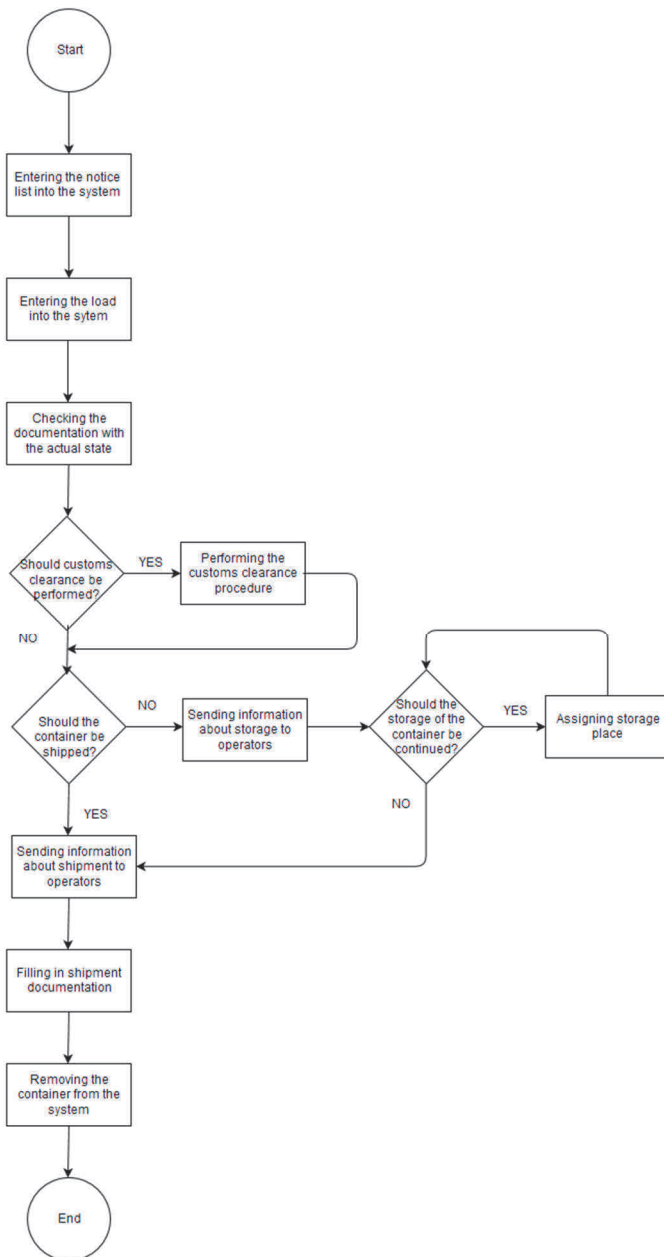 Start
Entering the notice
list into the system
Entering the load
into the sytem
Checking the
documentation with
the actual state
Should customs
clearance be
performed?
YES
Performing the
customs clearance
procedure
NO
Should the
container be
shipped?
NO
Sending information
about storage to
operators
Should the
storage of the
container be
continued?
YES
Assigning storage
place
YES
NO
Sending information
about shipment to
operators
Filling in shipment
documentation
Removing the
container from the
system
End